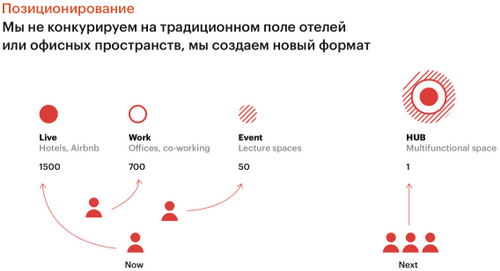 Позиционирование
Мы не конкурируем на традиционном поле отелей
или офисных пространств, мы создаем новый формат
Live
Hotels, Airbnb
1500
Work
Offices, co-working
700
Event
Lecture spaces
50
HUB
Multifunctional space
1
Now
Next